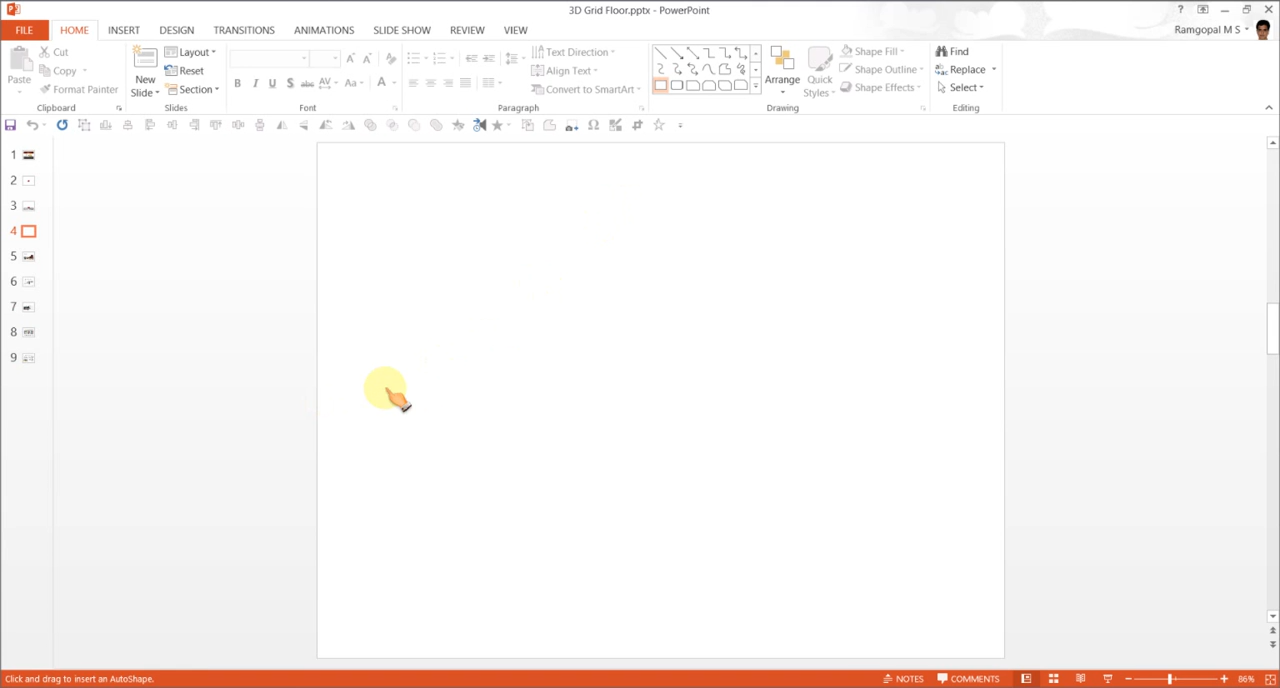 3D Grid Floor.pptx - PowerPoint
FILE HOME INSERT DESIGN TRANSITIONS ANIMATIONS SLIDE SHOW REVIEW VIEW Ramgopal M S
Paste Cut Copy Format Painter
Clipboard
New Slide Layout Reset Section
Slides
B I U S abc AV Aa A
Font
Text Direction Align Text Convert to SmartArt
Paragraph
Arrange Quick Styles Shape Fill Shape Outline Shape Effects
Drawing
Find Replace Select
Editing
1
2
3
4
5
6
7
8
9
Click and drag to insert an AutoShape. NOTES COMMENTS 86%